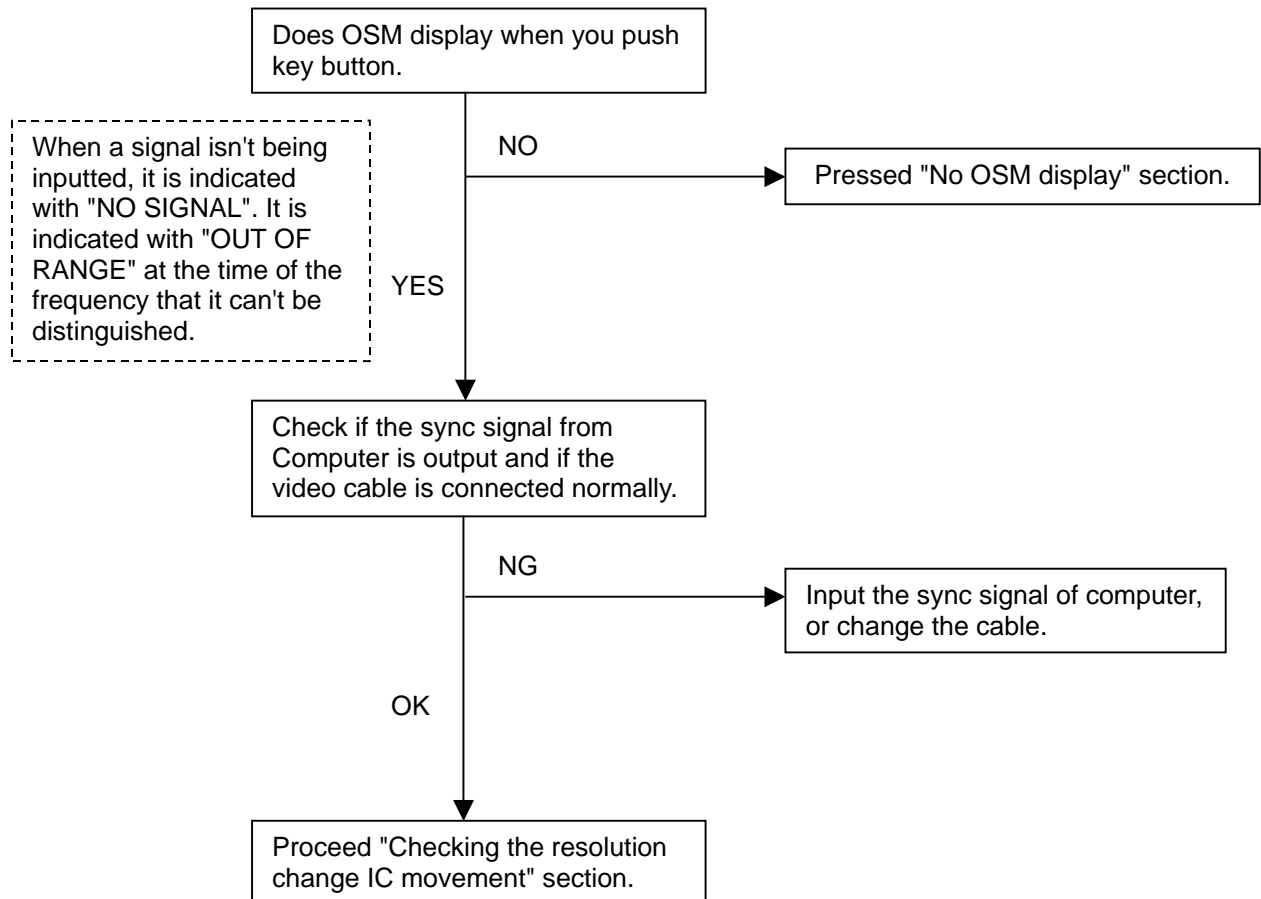 Does OSM display when you push
key button.
When a signal isn't being
inputted, it is indicated
with "NO SIGNAL". It is
indicated with "OUT OF
RANGE" at the time of the
frequency that it can't be
distinguished.
NO
Pressed "No OSM display" section.
YES
Check if the sync signal from
Computer is output and if the
video cable is connected normally.
NG
Input the sync signal of computer,
or change the cable.
OK
Proceed "Checking the resolution
change IC movement" section.